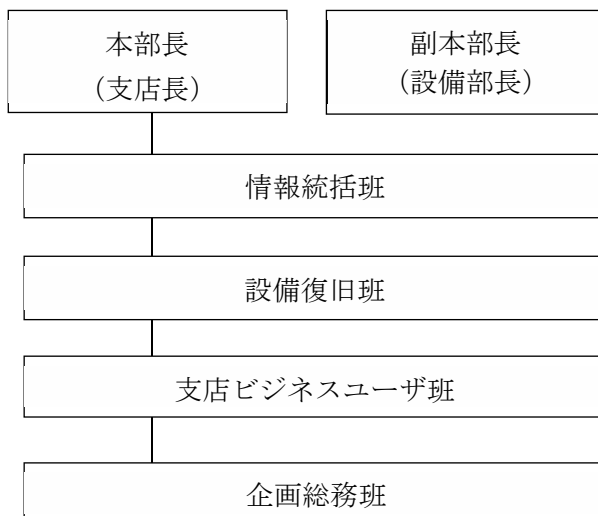 本部長
（支店長）
副本部長
（設備部長）
情報統括班
設備復旧班
支店ビジネスユーザ班
企画総務班